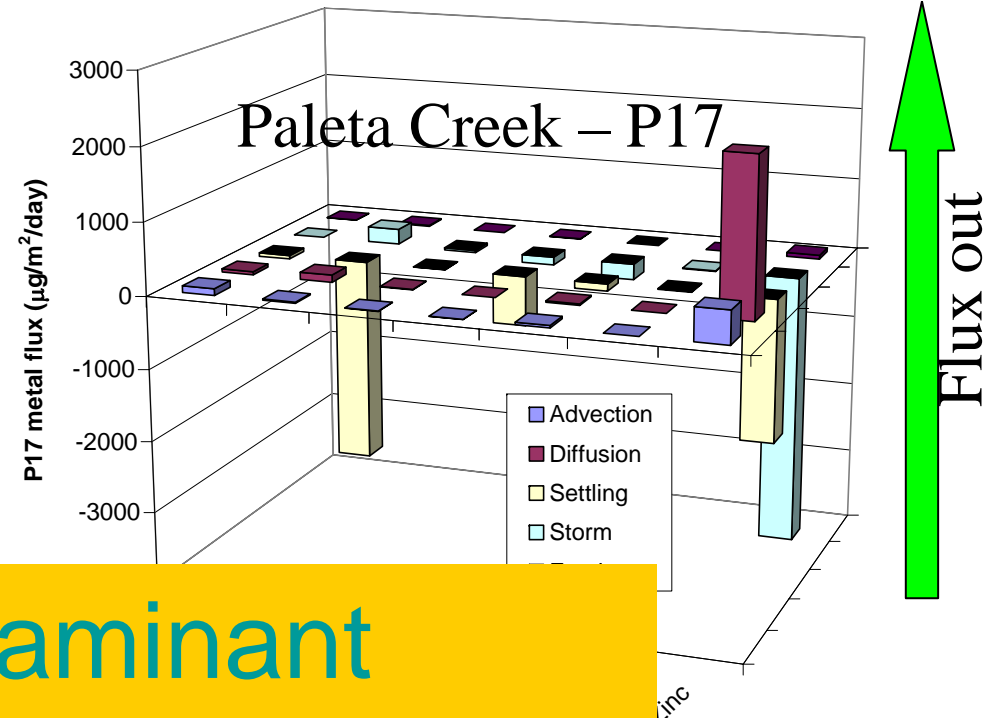 Paleta Creek – P17
3000
2000
1000
0
-1000
-2000
-3000
P17 metal flux (µg/m²/day)
Advection
Diffusion
Settling
Storm
Flux out
aminant